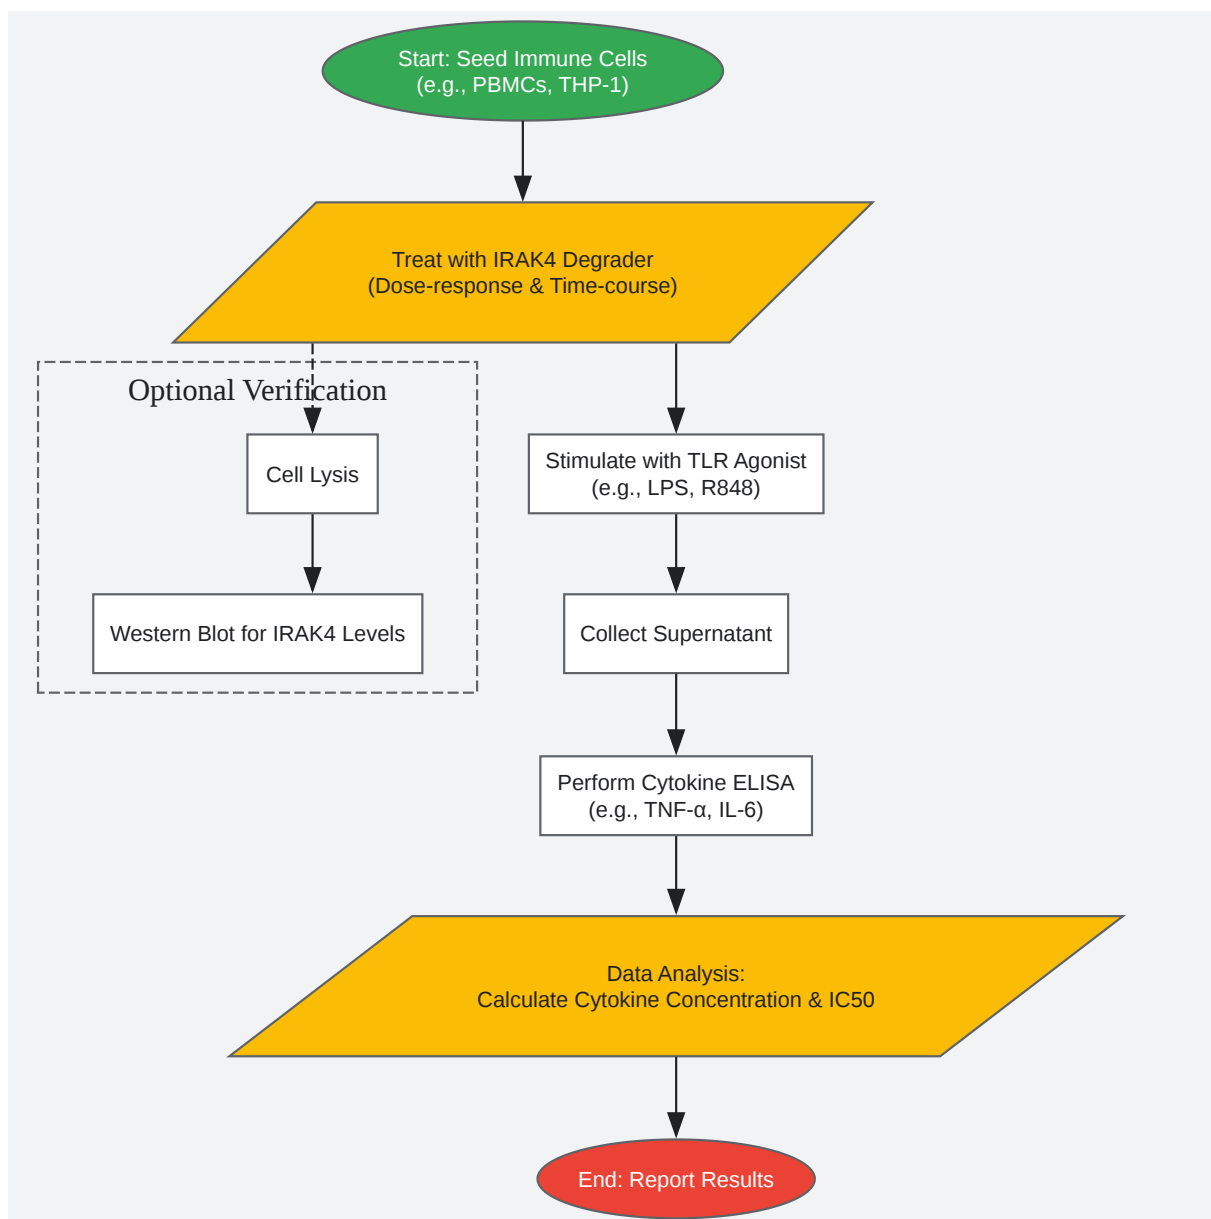 Start: Seed Immune Cells
(e.g., PBMCs, THP-1)
Treat with IRAK4 Degrader
(Dose-response & Time-course)
Optional Verification
Cell Lysis
Stimulate with TLR Agonist
(e.g., LPS, R848)
Western Blot for IRAK4 Levels
Collect Supernatant
Perform Cytokine ELISA
(e.g., TNF-α, IL-6)
Data Analysis:
Calculate Cytokine Concentration & IC50
End: Report Results